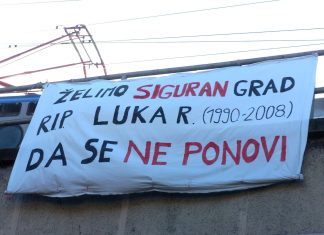 ŽELIMO SIGURAN GRAD
RIP LUKA R. (1990-2008)
DA SE NE PONOVI